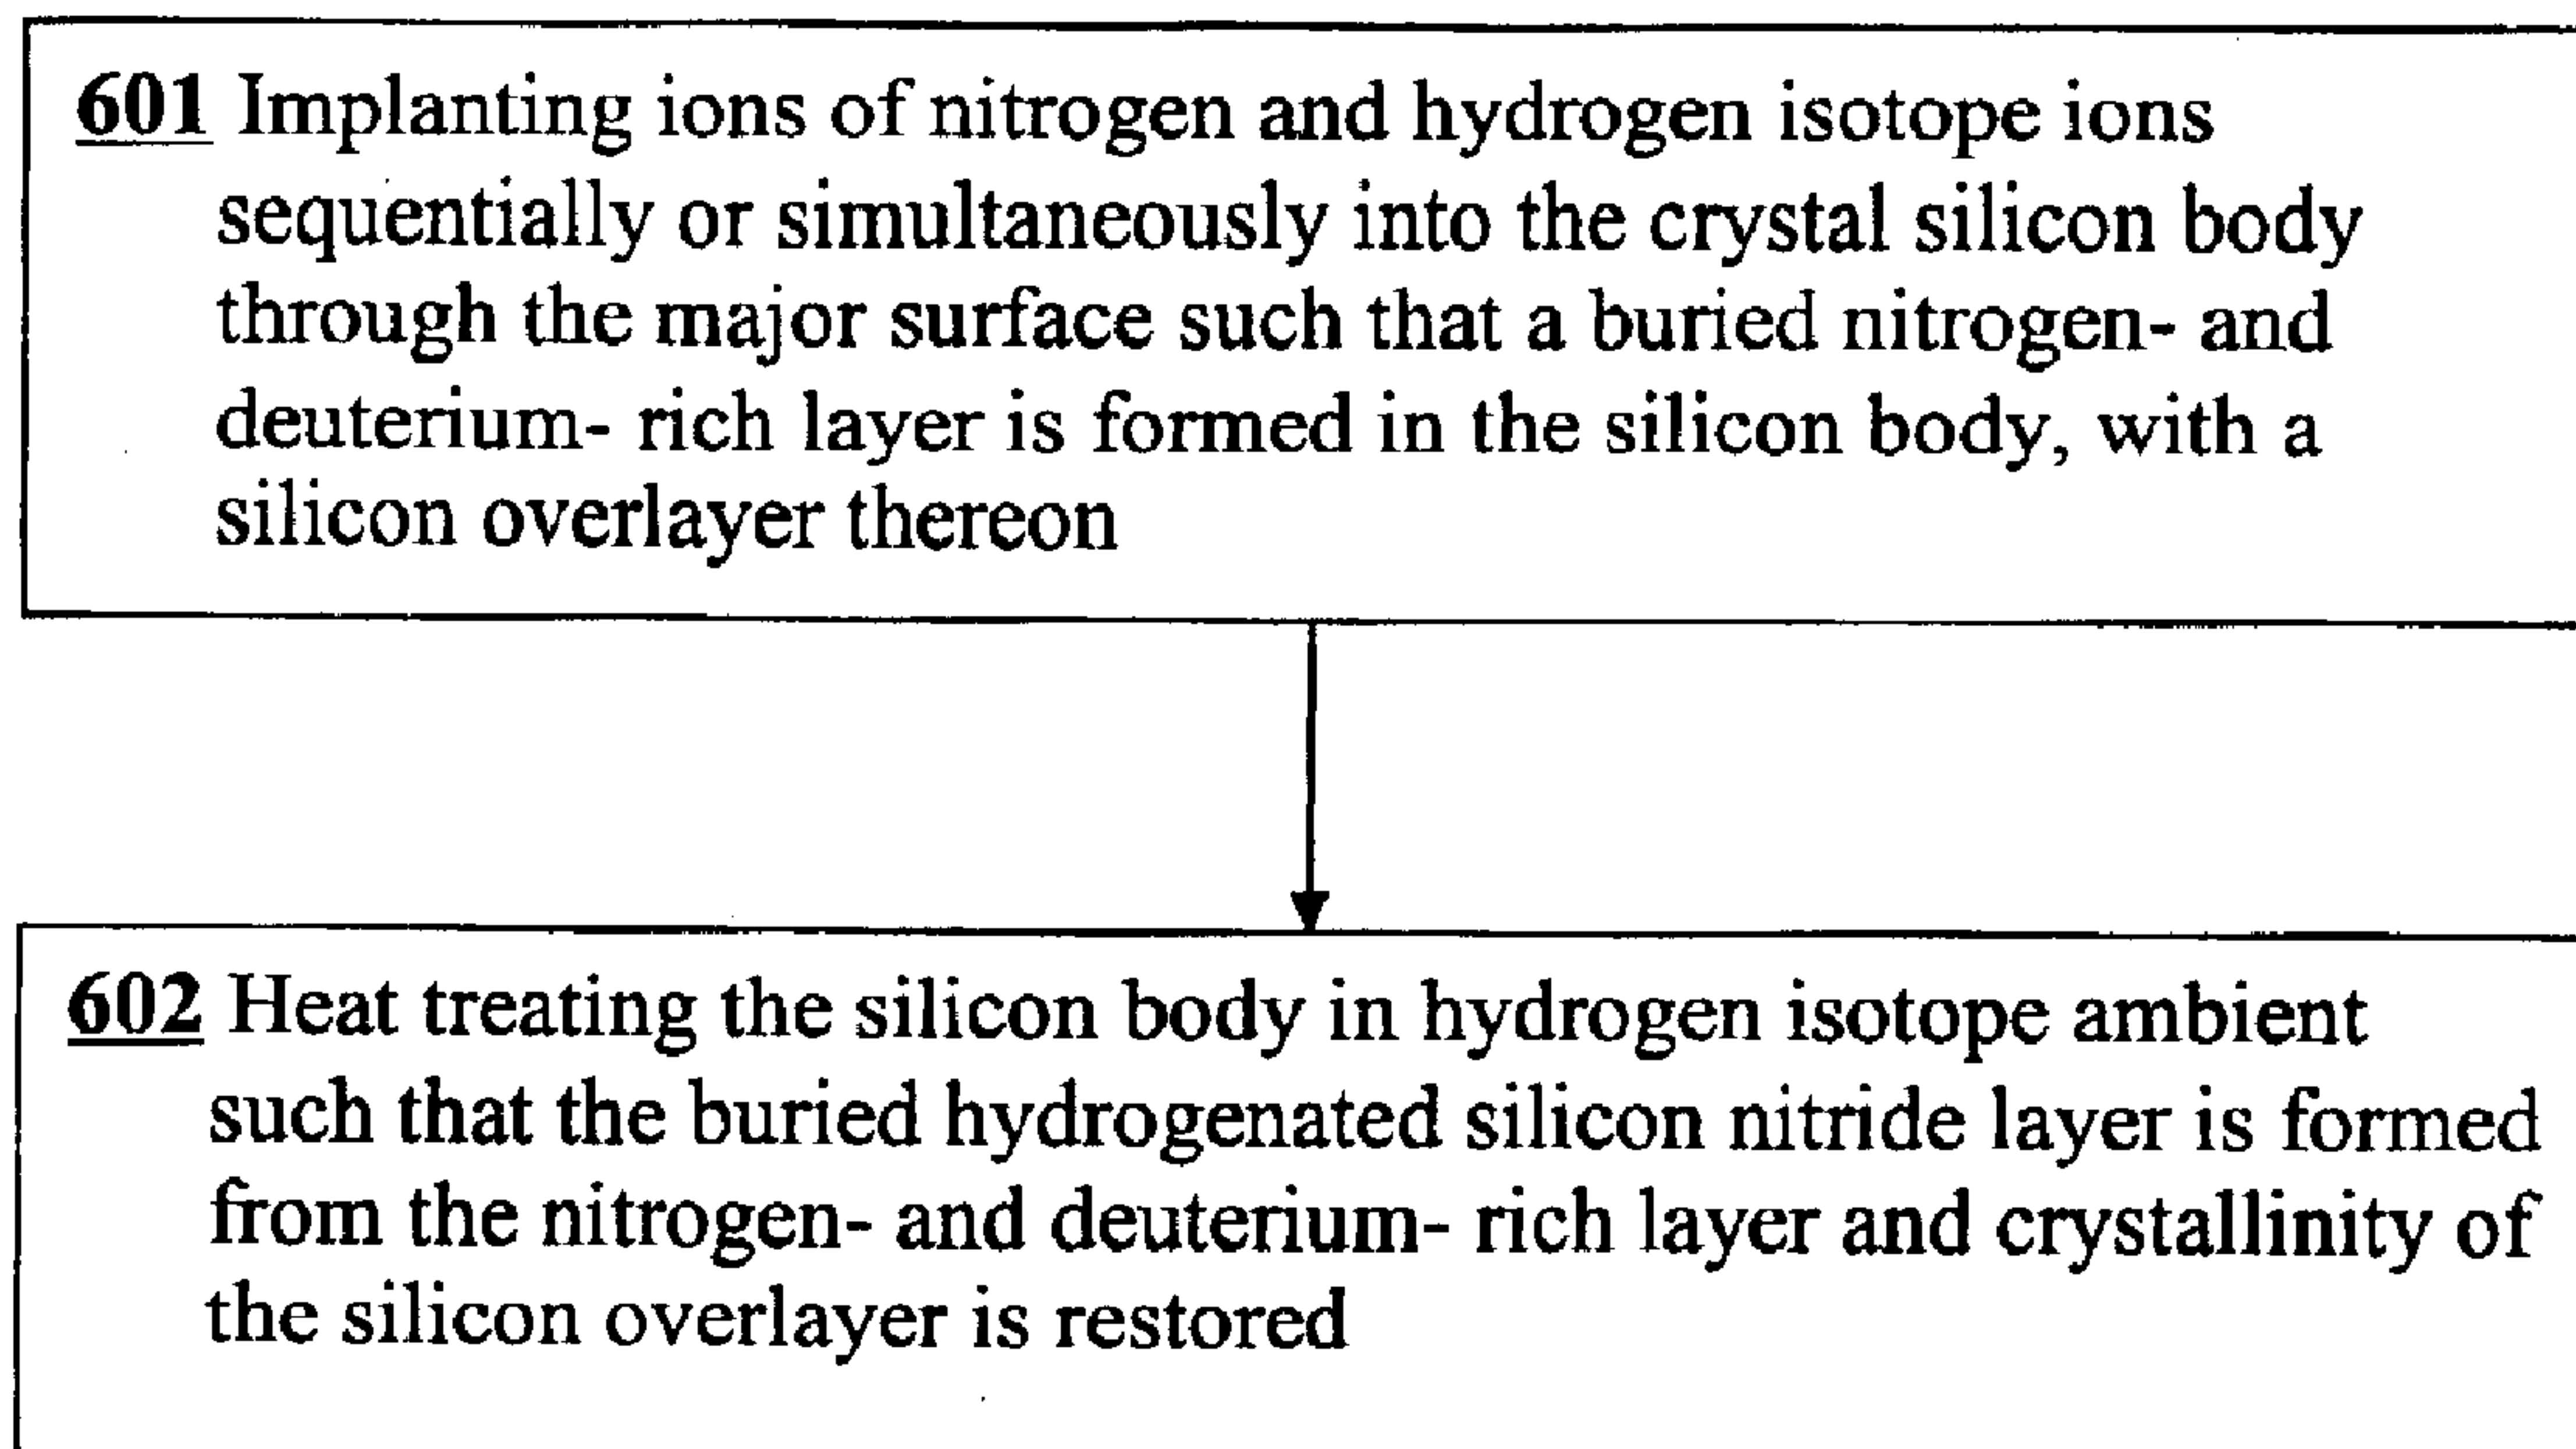 601 Implanting ions of nitrogen and hydrogen isotope ions
sequentially or simultaneously into the crystal silicon body
through the major surface such that a buried nitrogen- and
deuterium- rich layer is formed in the silicon body, with a
silicon overlayer thereon
602 Heat treating the silicon body in hydrogen isotope ambient
such that the buried hydrogenated silicon nitride layer is formed
from the nitrogen- and deuterium- rich layer and crystallinity of
the silicon overlayer is restored